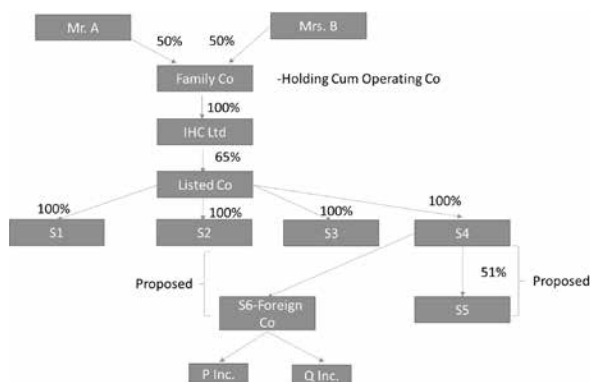 Mr. A
Mrs. B
50%
50%
Family Co
-Holding Cum Operating Co
100%
IHC Ltd
65%
Listed Co
100%
100%
100%
100%
S1
S2
S3
S4
Proposed
51%
Proposed
S6-Foreign
Co
S5
P Inc.
Q Inc.